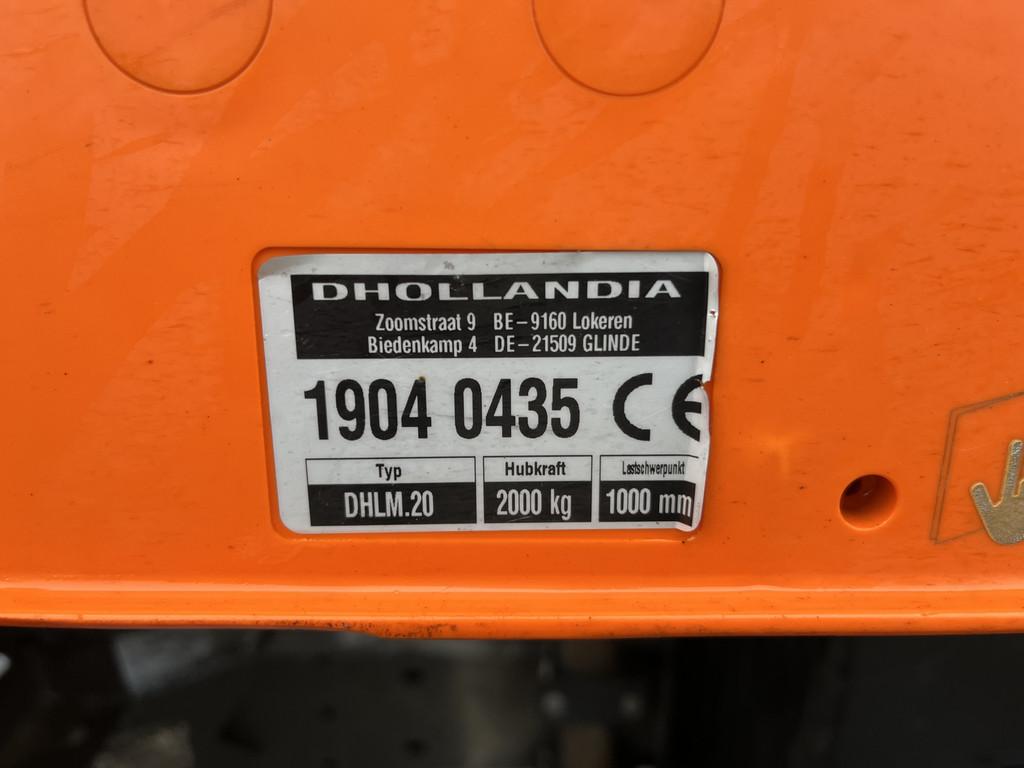 DHOLLANDIA
Zoomstraat 9 BE-9160 Lokeren
Biedenkamp 4 DE-21509 GLINDE
1904 0435 CE
Typ Hubkraft Lastschwerpunkt
DHLM.20 2000 kg 1000 mm